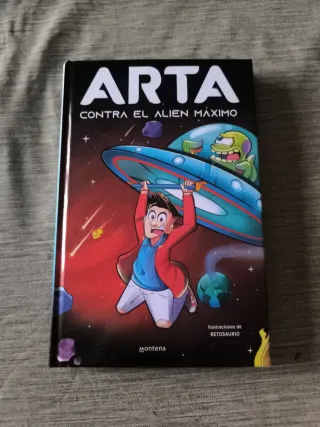 ARTA
CONTRA EL ALIEN MÁXIMO
Ilustraciones de
BETOSAURIO
montena